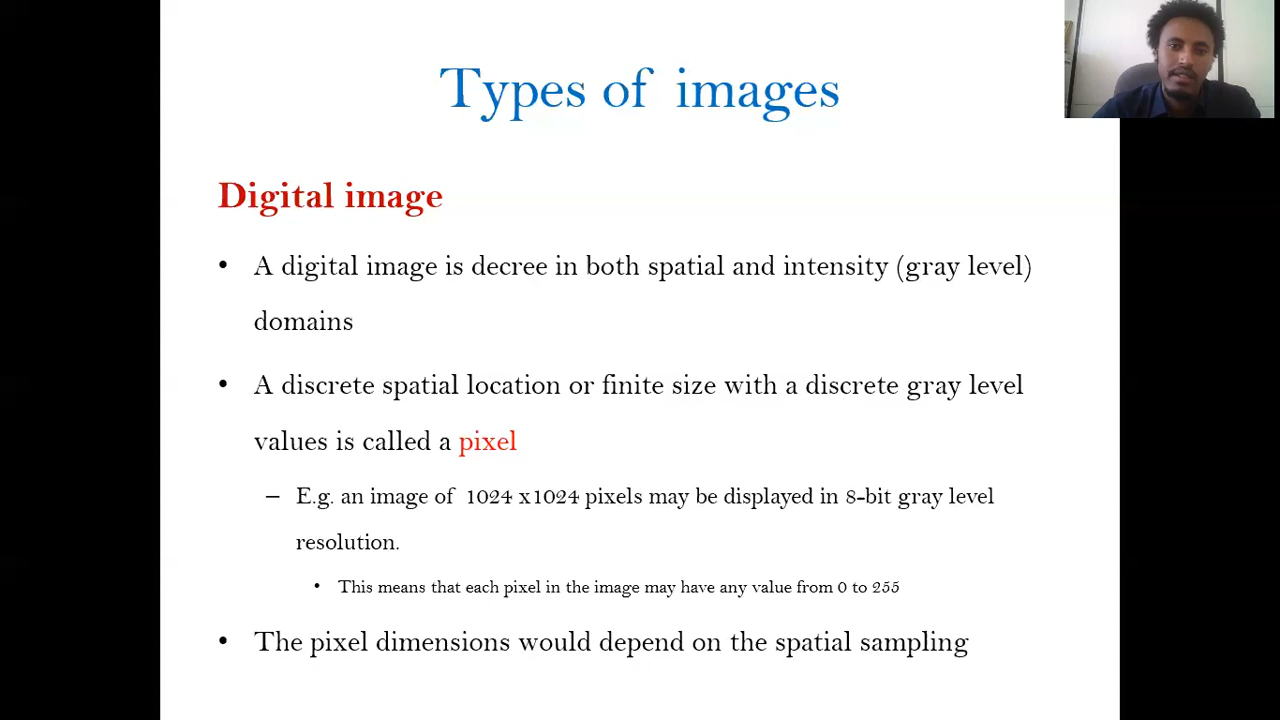 Types of images
Digital image
• A digital image is decree in both spatial and intensity (gray level)
domains
• A discrete spatial location or finite size with a discrete gray level
values is called a pixel
– E.g. an image of 1024 x1024 pixels may be displayed in 8-bit gray level
resolution.
• This means that each pixel in the image may have any value from 0 to 255
• The pixel dimensions would depend on the spatial sampling